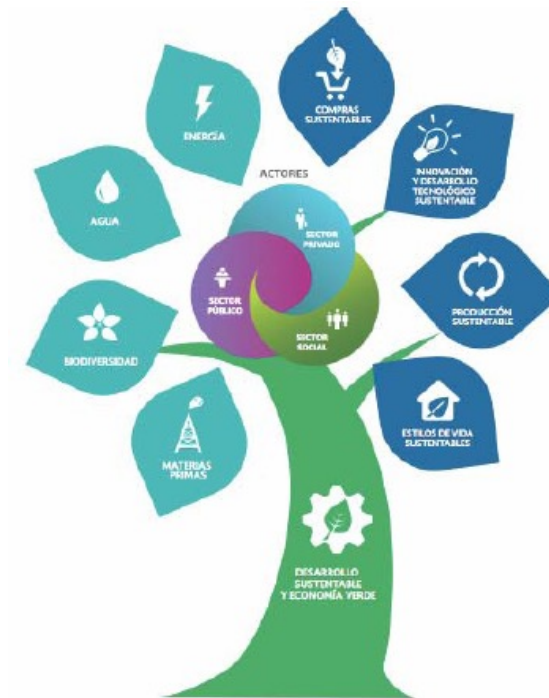 COMPRAS
SUSTENTABLES
ENERGÍA
INNOVACIÓN
Y DESARROLLO
TECNOLÓGICO
SUSTENTABLE
ACTORES
AGUA
SECTOR
PRIVADO
SECTOR
PÚBLICO
SECTOR
SOCIAL
PRODUCCIÓN
SUSTENTABLE
BIODIVERSIDAD
ESTILOS DE VIDA
SUSTENTABLES
MATERIAS
PRIMAS
DESARROLLO
SUSTENTABLE
Y ECONOMÍA VERDE